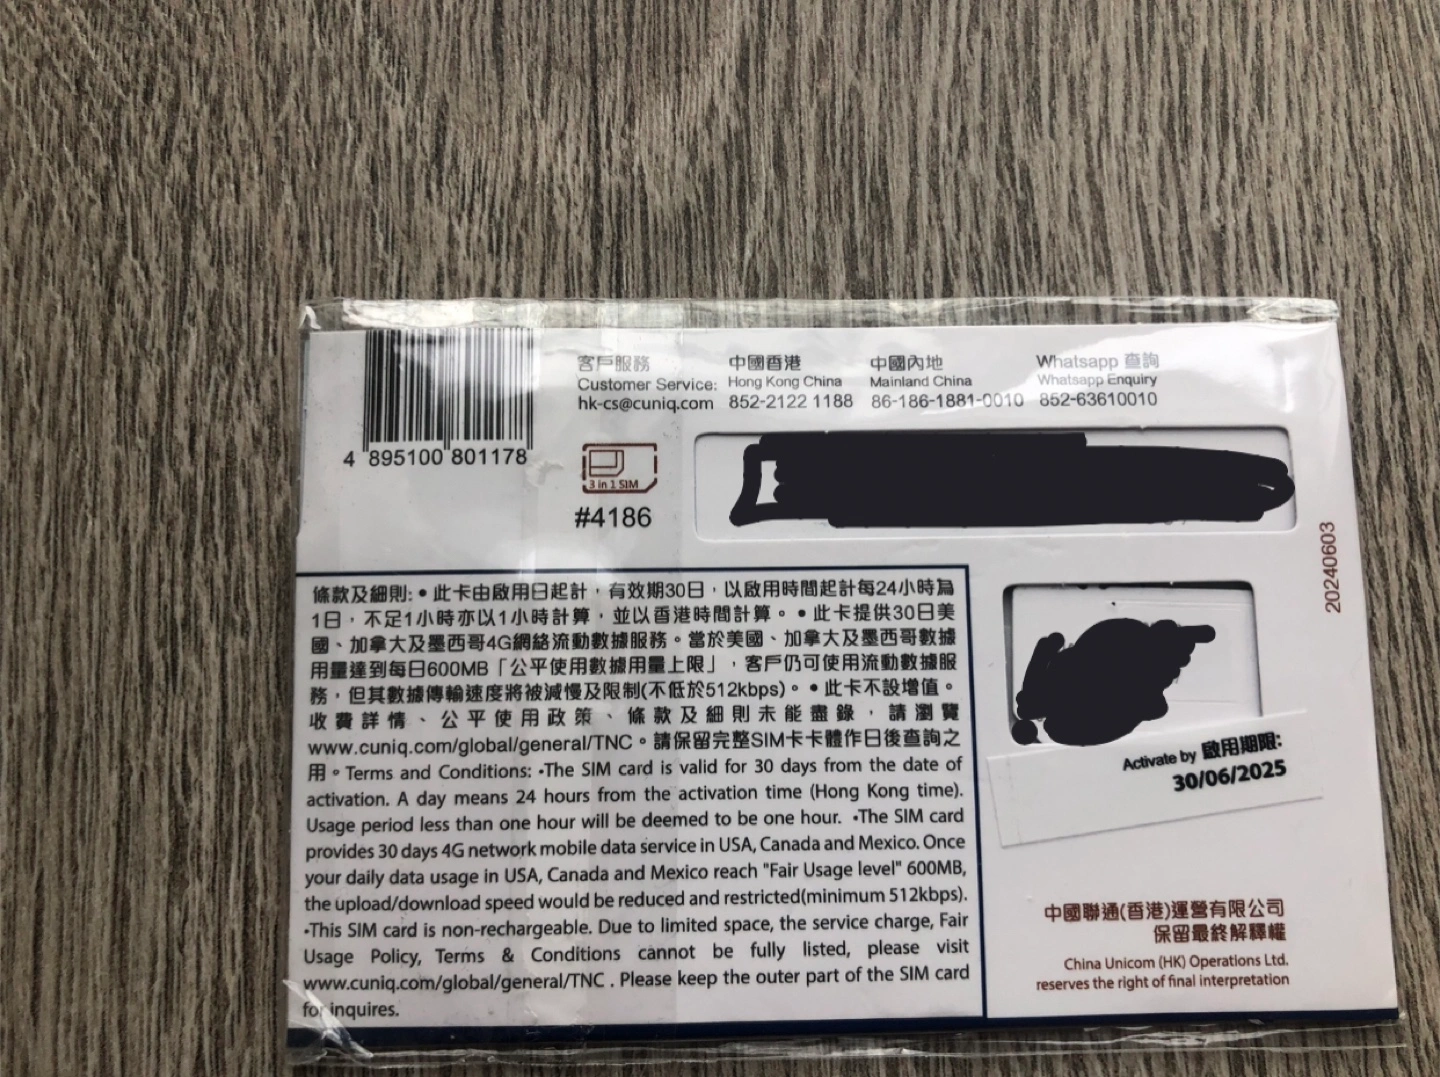 客戶服務
Customer Service:
hk-cs@cuniq.com
中國香港
Hong Kong China
852-2122 1188
中國內地
Mainland China
86-186-1881-0010
Whatsapp 查詢
Whatsapp Enquiry
852-63610010
4 895100 801178
3 in 1 SIM
#4186
20240603
條款及細則: • 此卡由啟用日起計，有效期30日，以啟用時間起計每24小時為
1日，不足1小時亦以1小時計算，並以香港時間計算。 • 此卡提供30日美
國、加拿大及墨西哥4G網絡流動數據服務。當於美國、加拿大及墨西哥數據
用量達到每日600MB「公平使用數據用量上限」，客戶仍可使用流動數據服
務，但其數據傳輸速度將被減慢及限制(不低於512kbps)。 • 此卡不設增值。
收費詳情、公平使用政策、條款及細則未能盡錄，請瀏覽
www.cuniq.com/global/general/TNC。請保留完整SIM卡卡體作日後查詢之
用。Terms and Conditions: •The SIM card is valid for 30 days from the date of
activation. A day means 24 hours from the activation time (Hong Kong time).
Usage period less than one hour will be deemed to be one hour. •The SIM card
provides 30 days 4G network mobile data service in USA, Canada and Mexico. Once
your daily data usage in USA, Canada and Mexico reach "Fair Usage level" 600MB,
the upload/download speed would be reduced and restricted(minimum 512kbps).
•This SIM card is non-rechargeable. Due to limited space, the service charge, Fair
Usage Policy, Terms & Conditions cannot be fully listed, please visit
www.cuniq.com/global/general/TNC . Please keep the outer part of the SIM card
for inquires.
Activate by 啟用期限:
30/06/2025
中國聯通(香港)運營有限公司
保留最終解釋權
China Unicom (HK) Operations Ltd.
reserves the right of final interpretation